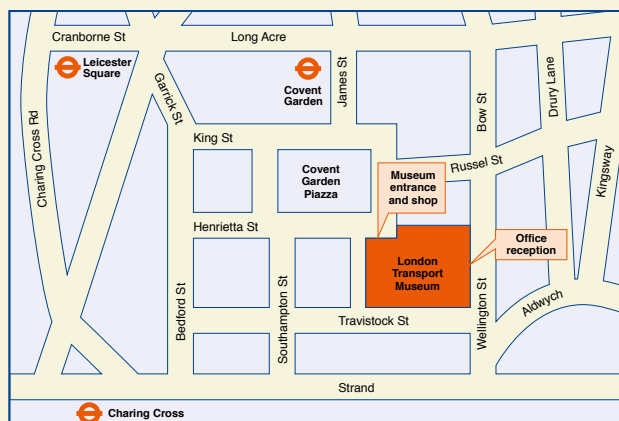 Cranborne St
Long Acre
Leicester
Square
Covent
Garden
James St
Garrick St
Bow St
Drury Lane
Charing Cross Rd
King St
Russel St
Kingsway
Covent
Garden
Piazza
Museum
entrance
and shop
Henrietta St
Office
reception
London
Transport
Museum
Bedford St
Southampton St
Travistock St
Wellington St
Aldwych
Strand
Charing Cross